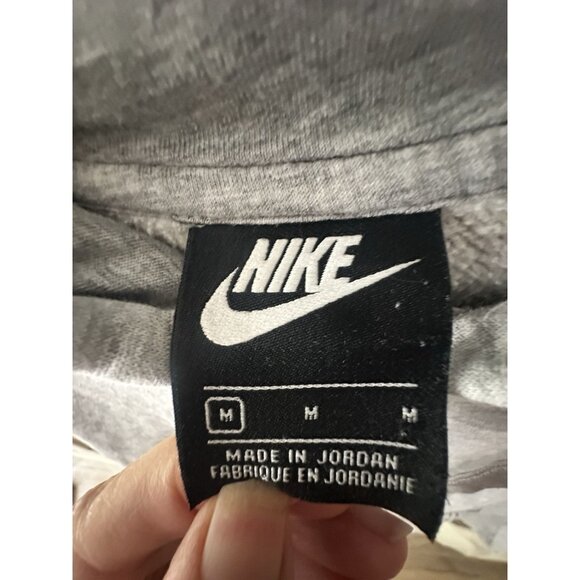 NIKE
M M M
MADE IN JORDAN
FABRIQUE EN JORDANIE